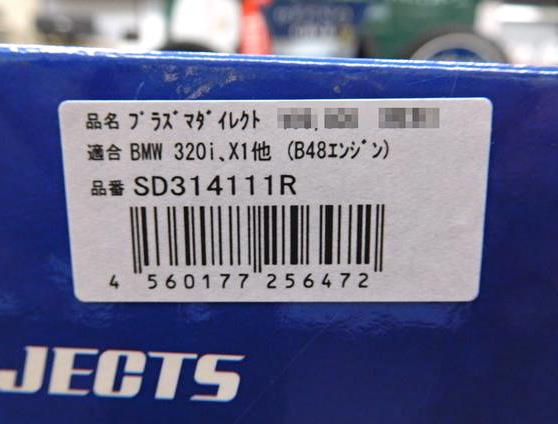 品名 ﾌﾟﾗｽﾞﾏﾀﾞｲﾚｸﾄ
適合 BMW 320i、X1他 (B48ｴﾝｼﾞﾝ)
品番 SD314111R
4 560177 256472
JECTS